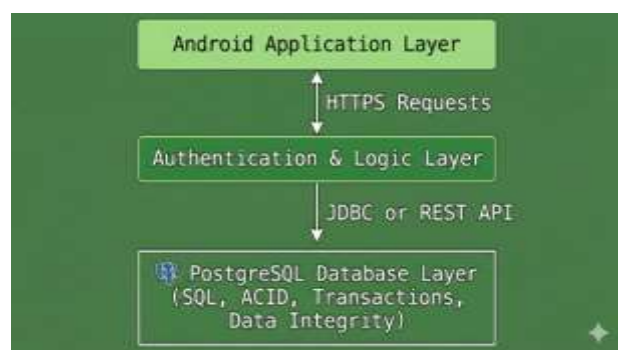 Android Application Layer
HTTPS Requests
Authentication & Logic Layer
JDBC or REST API
PostgreSQL Database Layer
(SQL, ACID, Transactions,
Data Integrity)